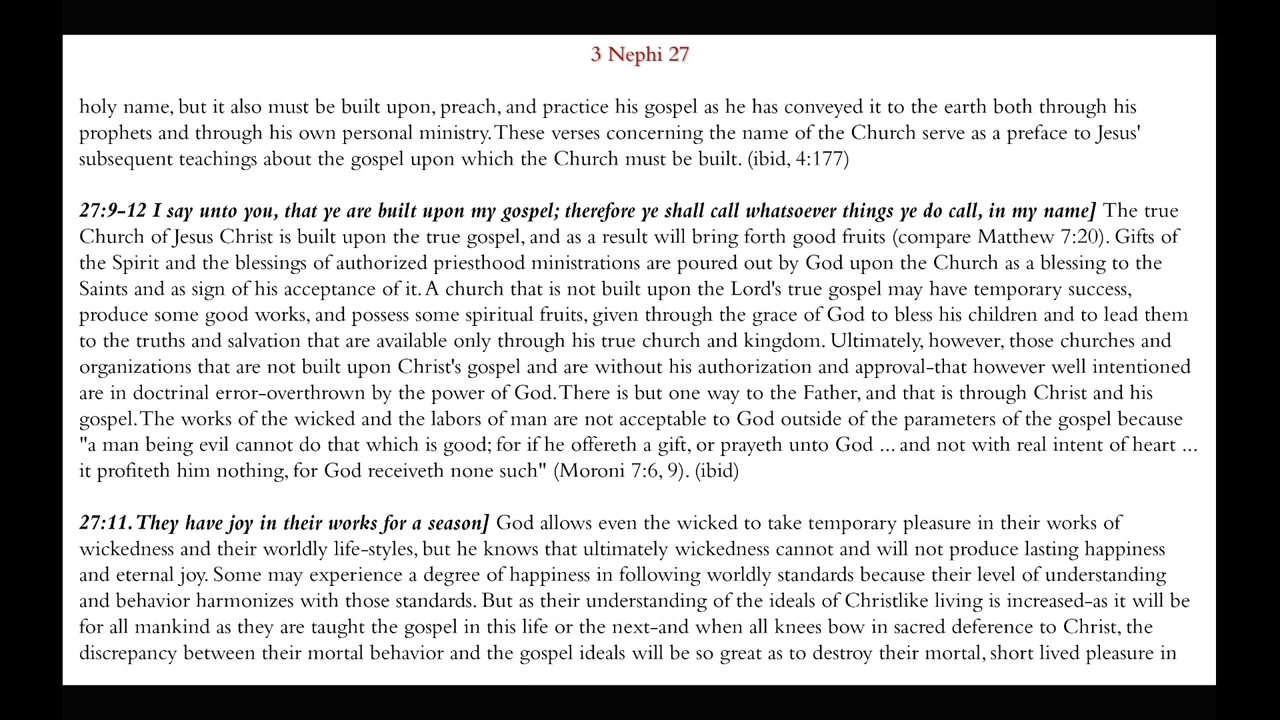 3 Nephi 27
holy name, but it also must be built upon, preach, and practice his gospel as he has conveyed it to the earth both through his
prophets and through his own personal ministry. These verses concerning the name of the Church serve as a preface to Jesus'
subsequent teachings about the gospel upon which the Church must be built. (ibid, 4:177)
27:9-12 I say unto you, that ye are built upon my gospel; therefore ye shall call whatsoever things ye do call, in my name] The true
Church of Jesus Christ is built upon the true gospel, and as a result will bring forth good fruits (compare Matthew 7:20). Gifts of
the Spirit and the blessings of authorized priesthood ministrations are poured out by God upon the Church as a blessing to the
Saints and as sign of his acceptance of it. A church that is not built upon the Lord's true gospel may have temporary success,
produce some good works, and possess some spiritual fruits, given through the grace of God to bless his children and to lead them
to the truths and salvation that are available only through his true church and kingdom. Ultimately, however, those churches and
organizations that are not built upon Christ's gospel and are without his authorization and approval-that however well intentioned
are in doctrinal error-overthrown by the power of God. There is but one way to the Father, and that is through Christ and his
gospel. The works of the wicked and the labors of man are not acceptable to God outside of the parameters of the gospel because
"a man being evil cannot do that which is good; for if he offereth a gift, or prayeth unto God ... and not with real intent of heart ...
it profiteth him nothing, for God receiveth none such" (Moroni 7:6, 9). (ibid)
27:11. They have joy in their works for a season] God allows even the wicked to take temporary pleasure in their works of
wickedness and their worldly life-styles, but he knows that ultimately wickedness cannot and will not produce lasting happiness
and eternal joy. Some may experience a degree of happiness in following worldly standards because their level of understanding
and behavior harmonizes with those standards. But as their understanding of the ideals of Christlike living is increased-as it will be
for all mankind as they are taught the gospel in this life or the next-and when all knees bow in sacred deference to Christ, the
discrepancy between their mortal behavior and the gospel ideals will be so great as to destroy their mortal, short lived pleasure in